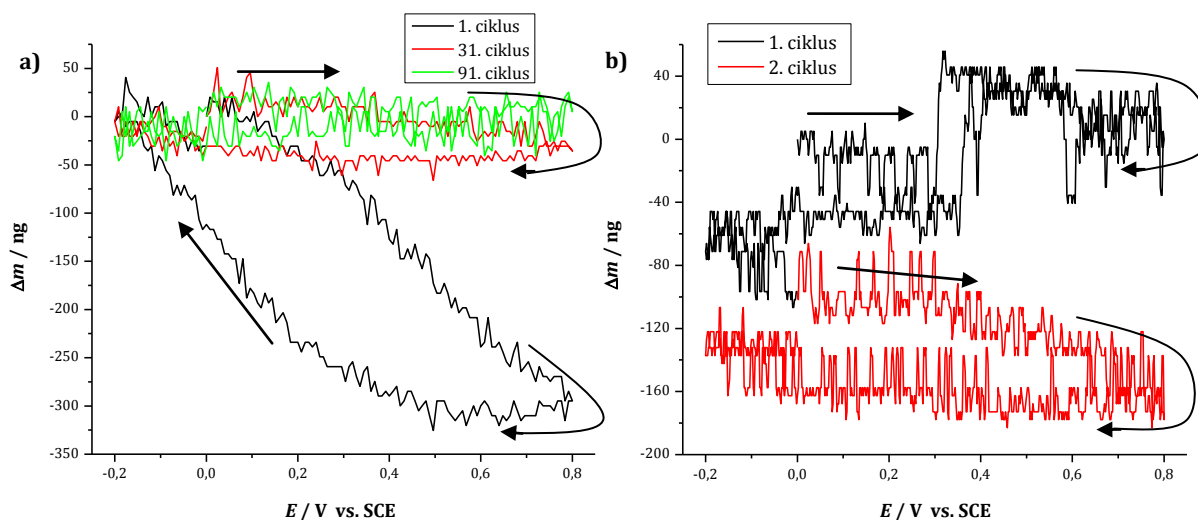 a)
1. ciklus
31. ciklus
91. ciklus
50
0
-50
-100
-150
-200
-250
-300
-350
Δm / ng
-0,2
0,0
0,2
0,4
0,6
0,8
E / V vs. SCE
b)
1. ciklus
2. ciklus
40
0
-40
-80
-120
-160
-200
Δm / ng
-0,2
0,0
0,2
0,4
0,6
0,8
E / V vs. SCE